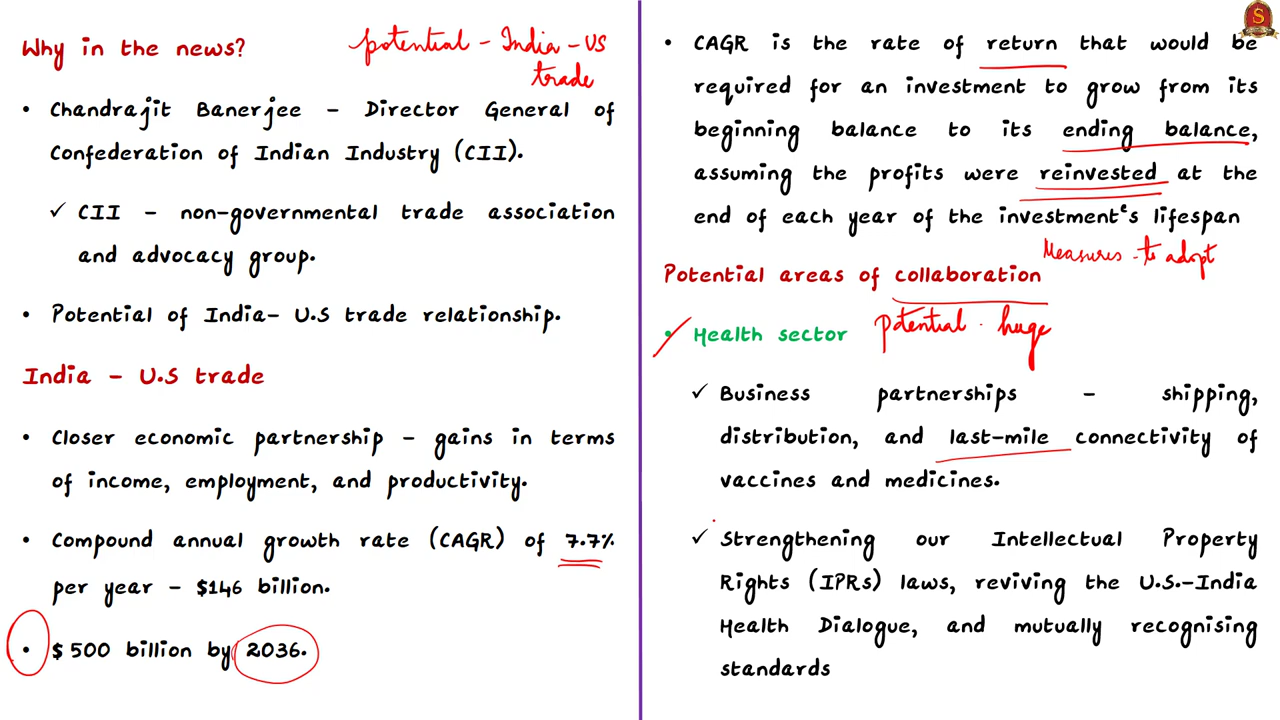 Why in the news?
potential - India - US
trade
• Chandrajit Banerjee – Director General of
Confederation of Indian Industry (CII).
✓ CII – non-governmental trade association
and advocacy group.
• Potential of India– U.S trade relationship.
India – U.S trade
• Closer economic partnership – gains in terms
of income, employment, and productivity.
• Compound annual growth rate (CAGR) of 7.7%
per year – $146 billion.
• $ 500 billion by 2036.
S
• CAGR is the rate of return that would be
required for an investment to grow from its
beginning balance to its ending balance,
assuming the profits were reinvested at the
end of each year of the investment's lifespan
Measures - to adopt
Potential areas of collaboration
• Health sector
potential - huge
✓ Business partnerships – shipping,
distribution, and last-mile connectivity of
vaccines and medicines.
✓ Strengthening our Intellectual Property
Rights (IPRs) laws, reviving the U.S.-India
Health Dialogue, and mutually recognising
standards